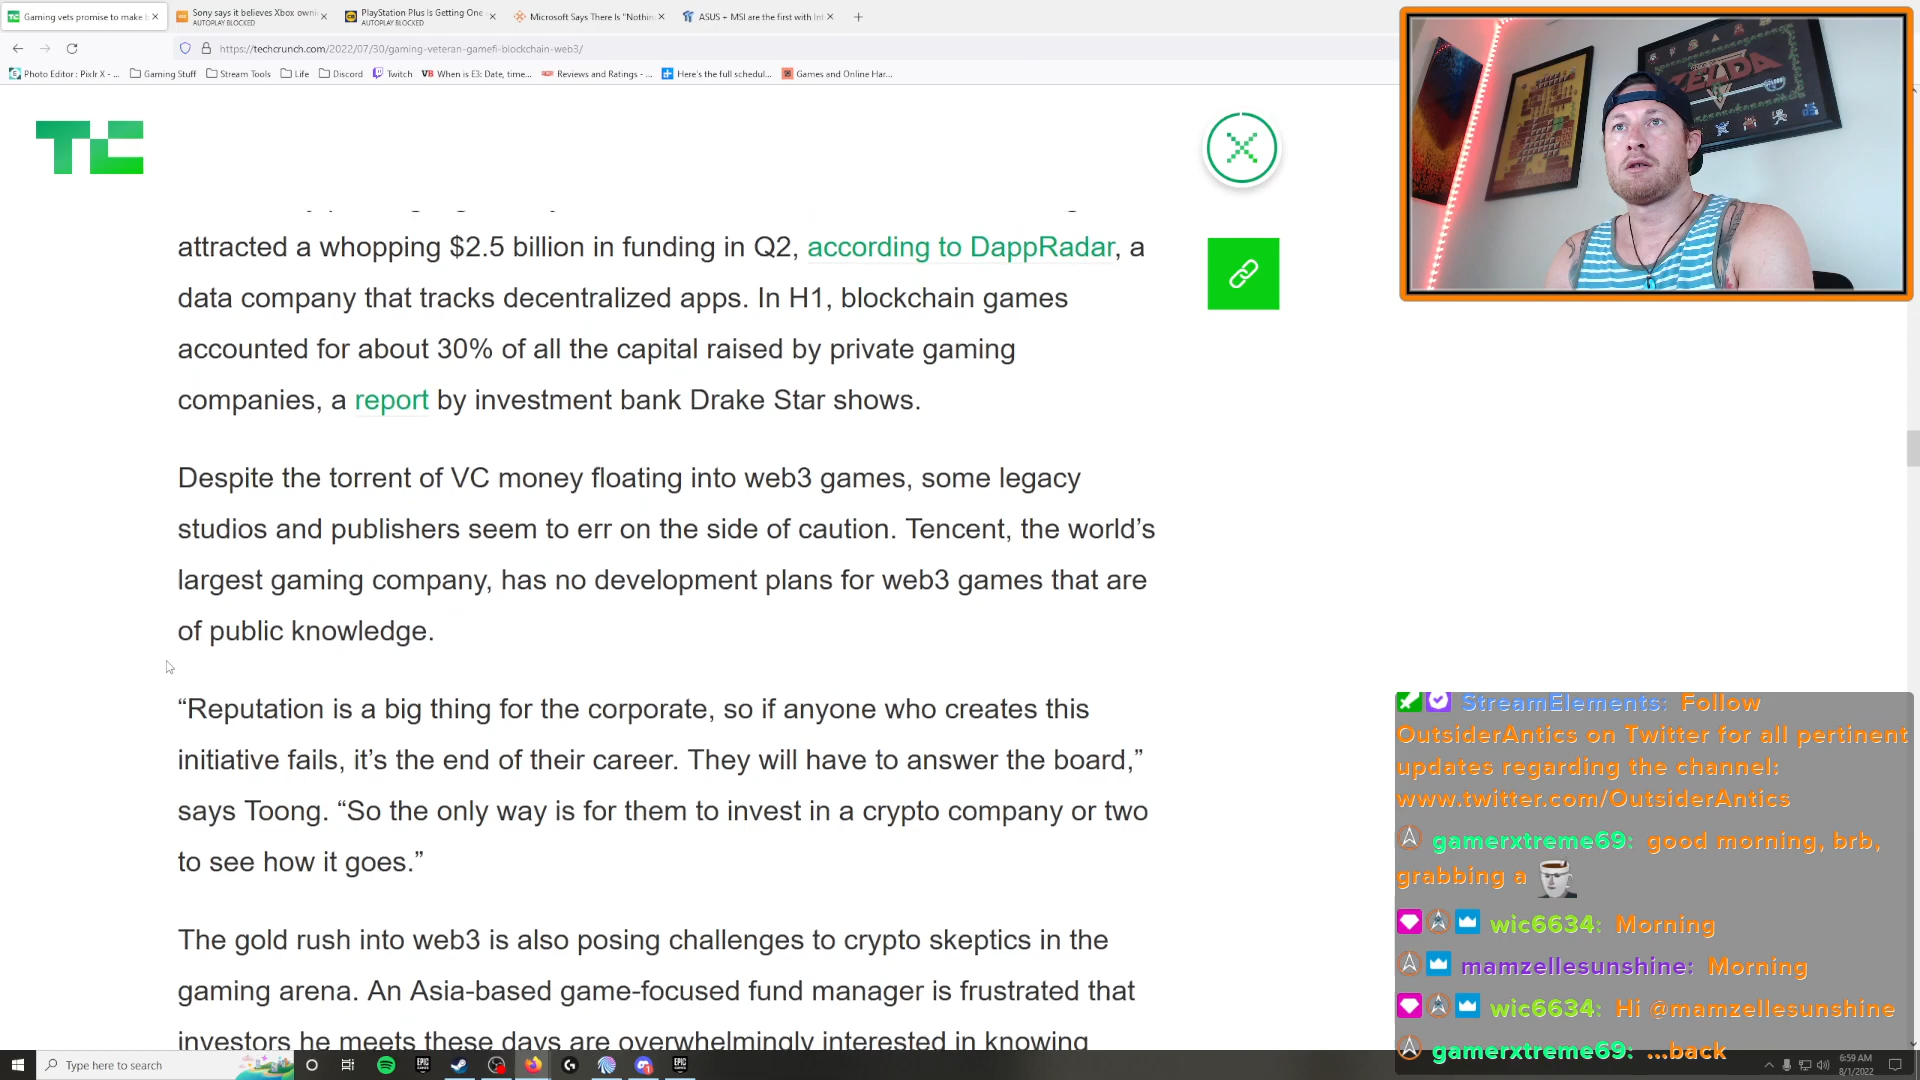 Gaming vets promise to make b
Sony says it believes Xbox owni
AUTOPLAY BLOCKED
PlayStation Plus Is Getting One
AUTOPLAY BLOCKED
Microsoft Says There Is "Nothin
ASUS + MSI are the first with Int
https://techcrunch.com/2022/07/30/gaming-veteran-gamefi-blockchain-web3/
Photo Editor : Pixlr X - ...
Gaming Stuff
Stream Tools
Life
Discord
Twitch
When is E3: Date, time...
Reviews and Ratings - ...
Here's the full schedul...
Games and Online Har...
TC
ZELDA
attracted a whopping $2.5 billion in funding in Q2, according to DappRadar, a
data company that tracks decentralized apps. In H1, blockchain games
accounted for about 30% of all the capital raised by private gaming
companies, a report by investment bank Drake Star shows.
Despite the torrent of VC money floating into web3 games, some legacy
studios and publishers seem to err on the side of caution. Tencent, the world’s
largest gaming company, has no development plans for web3 games that are
of public knowledge.
“Reputation is a big thing for the corporate, so if anyone who creates this
initiative fails, it’s the end of their career. They will have to answer the board,”
says Toong. “So the only way is for them to invest in a crypto company or two
to see how it goes.”
The gold rush into web3 is also posing challenges to crypto skeptics in the
gaming arena. An Asia-based game-focused fund manager is frustrated that
investors he meets these days are overwhelmingly interested in knowing
StreamElements: Follow
OutsiderAntics on Twitter for all pertinent
updates regarding the channel:
www.twitter.com/OutsiderAntics
gamerxtreme69: good morning, brb,
grabbing a
wic6634: Morning
mamzellesunshine: Morning
wic6634: Hi @mamzellesunshine
gamerxtreme69: ...back
Type here to search
6:59 AM
8/1/2022